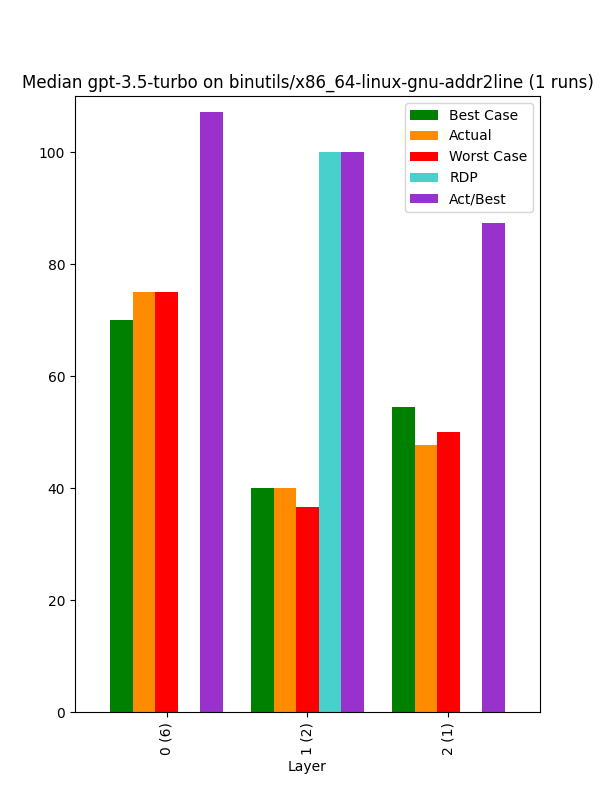 Median gpt-3.5-turbo on binutils/x86_64-linux-gnu-addr2line (1 runs)
Best Case
Actual
Worst Case
RDP
Act/Best
100
80
60
40
20
0
0 (6)
1 (2)
2 (1)
Layer